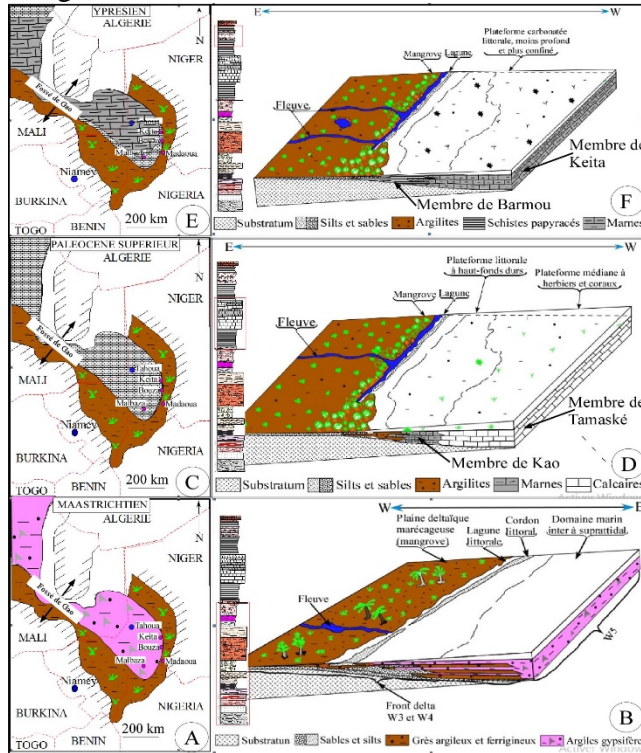 YPRESIEN
ALGERIE
N
NIGER
Fossé de Gao
MALI
Keita
Bouza
Malbaza
Madaoua
Niamey
BURKINA
NIGERIA
TOGO
BENIN
200 km
E
E
W
Plateforme carbonatée
littorale, moins profond
et plus confiné
Mangrove
Lagune
Fleuve
Membre de
Keita
Membre de Barmou
F
Substratum
Silts et sables
Argilites
Schistes papyracés
Marnes
PALEOCENE SUPERIEUR
ALGERIE
N
NIGER
Fossé de Gao
MALI
Tahoua
Keita
Bouza
Malbaza
Madaoua
Niamey
BURKINA
NIGERIA
TOGO
BENIN
200 km
C
E
W
Plateforme littorale
à haut-fonds durs
Plateforme médiane à
herbiers et coraux
Mangrove
Lagune
Fleuve
Membre de
Tamaské
Membre de Kao
D
Substratum
Silts et sables
Argilites
Marnes
Calcaires
MAASTRICHTIEN
ALGERIE
N
NIGER
Fossé de Gao
MALI
Tahoua
Keita
Bouza
Malbaza
Madaoua
Niamey
BURKINA
NIGERIA
TOGO
BENIN
200 km
A
W
E
Plaine deltaïque
marécageuse
(mangrove)
Lagune
littorale
Cordon
littoral
Domaine marin
inter à supratidal
Fleuve
W5
Front delta
W3 et W4
B
Substratum
Sables et silts
Grès argileux et ferrigineux
Argiles gypsifères